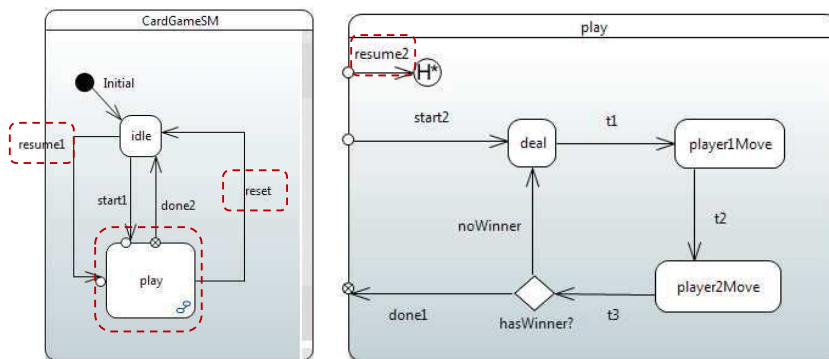 CardGameSM
Initial
idle
resume1
start1
done2
reset
play
play
resume2
H*
start2
deal
t1
player1Move
t2
noWinner
player2Move
done1
hasWinner?
t3